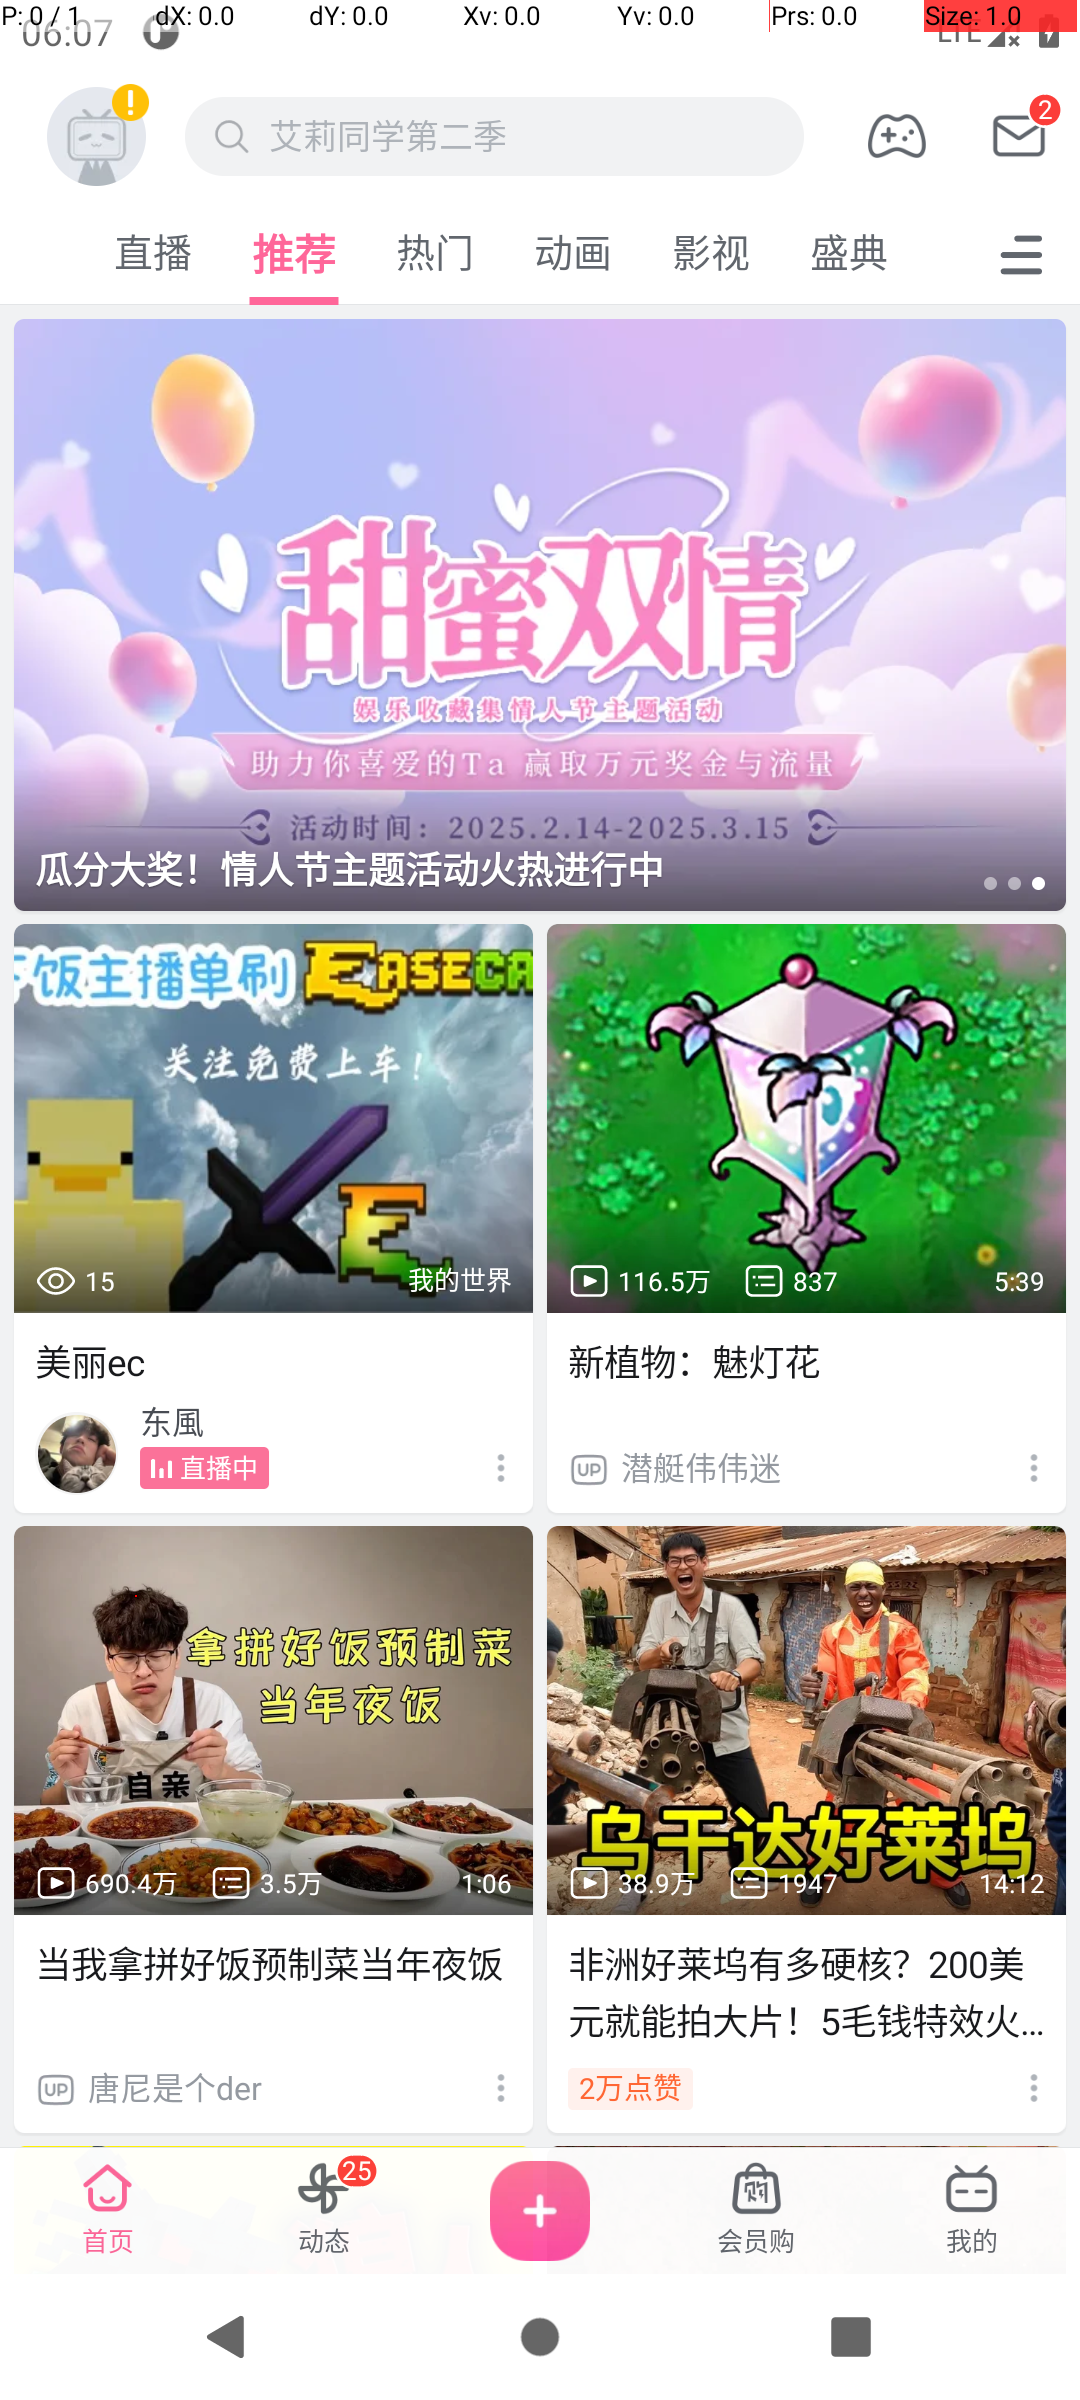 P: 0 / 1 dX: 0.0 dY: 0.0 Xv: 0.0 Yv: 0.0 Prs: 0.0 Size: 1.0
06:07 LTE
艾莉同学第二季
2
直播 推荐 热门 动画 影视 盛典
甜蜜双情
娱乐收藏集情人节主题活动
助力你喜爱的Ta 赢取万元奖金与流量
活动时间：2025.2.14-2025.3.15
瓜分大奖！情人节主题活动火热进行中
饭主播单刷 EASECA
关注免费上车！
E
15 我的世界
美丽ec
东風
直播中
116.5万 837 5:39
新植物：魅灯花
UP 潜艇伟伟迷
拿拼好饭预制菜
当年夜饭
自亲
690.4万 3.5万 1:06
当我拿拼好饭预制菜当年夜饭
UP 唐尼是个der
乌干达好莱坞
38.9万 1947 14:12
非洲好莱坞有多硬核？200美
元就能拍大片！5毛钱特效火...
2万点赞
25
首页 动态 会员购 我的